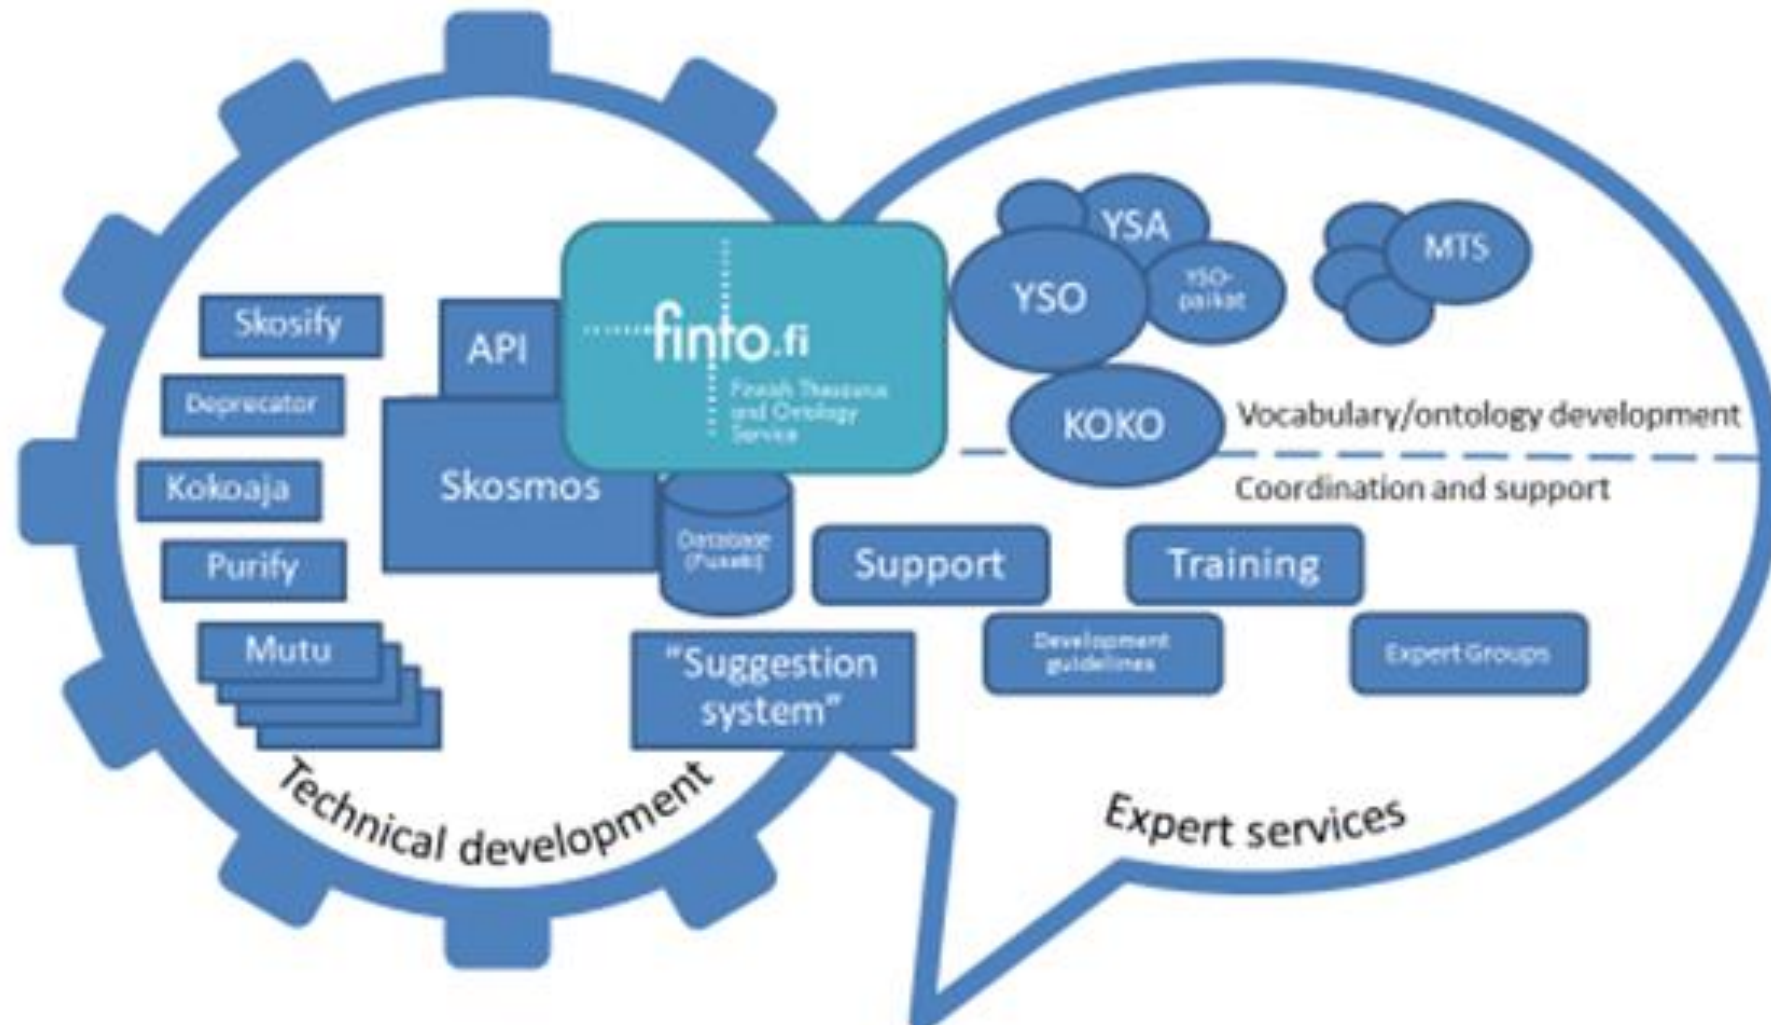 Skosify
Deprecator
Kokoaja
Purify
Mutu
API
Skosmos
finto.fi
Finnish Thesaurus
and Ontology
Service
Database
(Fuseki)
"Suggestion
system"
Technical development
YSA
YSO
YSO-
paikat
MTS
KOKO
Vocabulary/ontology development
Coordination and support
Support
Training
Development
guidelines
Expert Groups
Expert services